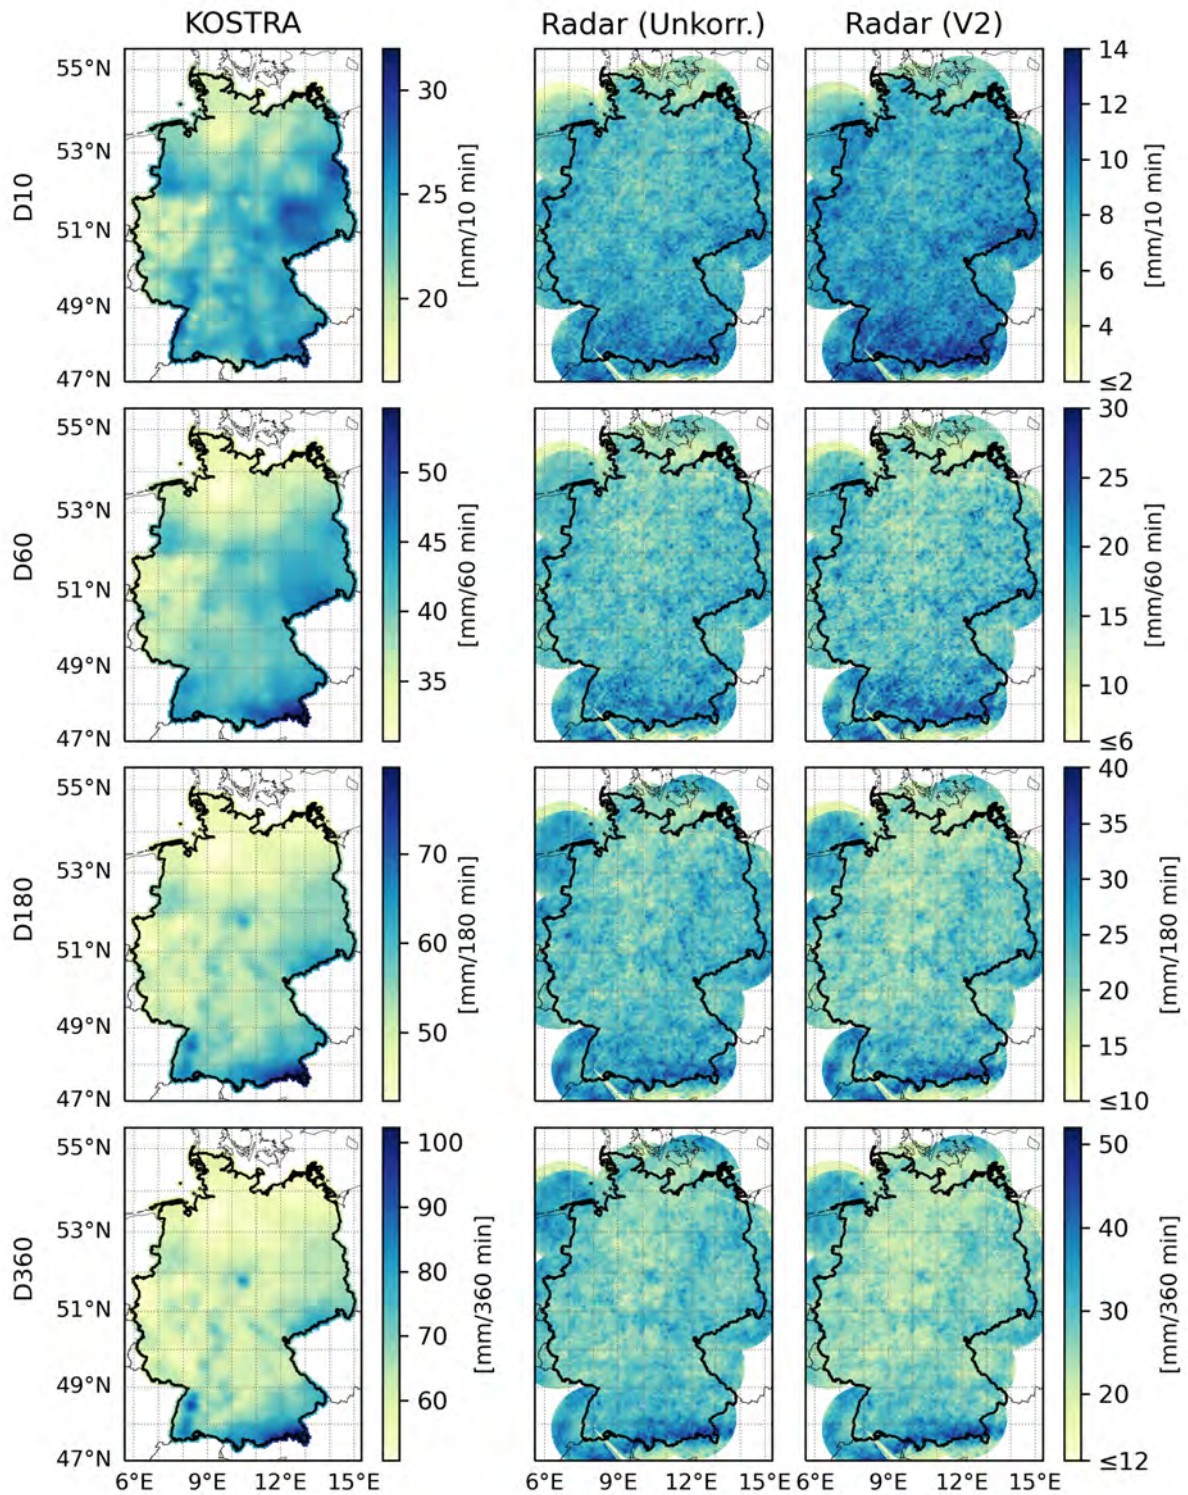 KOSTRA Radar (Unkorr.) Radar (V2)
D10
55°N
53°N
51°N
49°N
47°N
30
25
20
[mm/10 min]
14
12
10
8
6
4
≤2
[mm/10 min]
D60
55°N
53°N
51°N
49°N
47°N
50
45
40
35
[mm/60 min]
30
25
20
15
10
≤6
[mm/60 min]
D180
55°N
53°N
51°N
49°N
47°N
70
60
50
[mm/180 min]
40
35
30
25
20
15
≤10
[mm/180 min]
D360
55°N
53°N
51°N
49°N
47°N
100
90
80
70
60
[mm/360 min]
50
40
30
20
≤12
[mm/360 min]
6°E 9°E 12°E 15°E 6°E 9°E 12°E 15°E 6°E 9°E 12°E 15°E